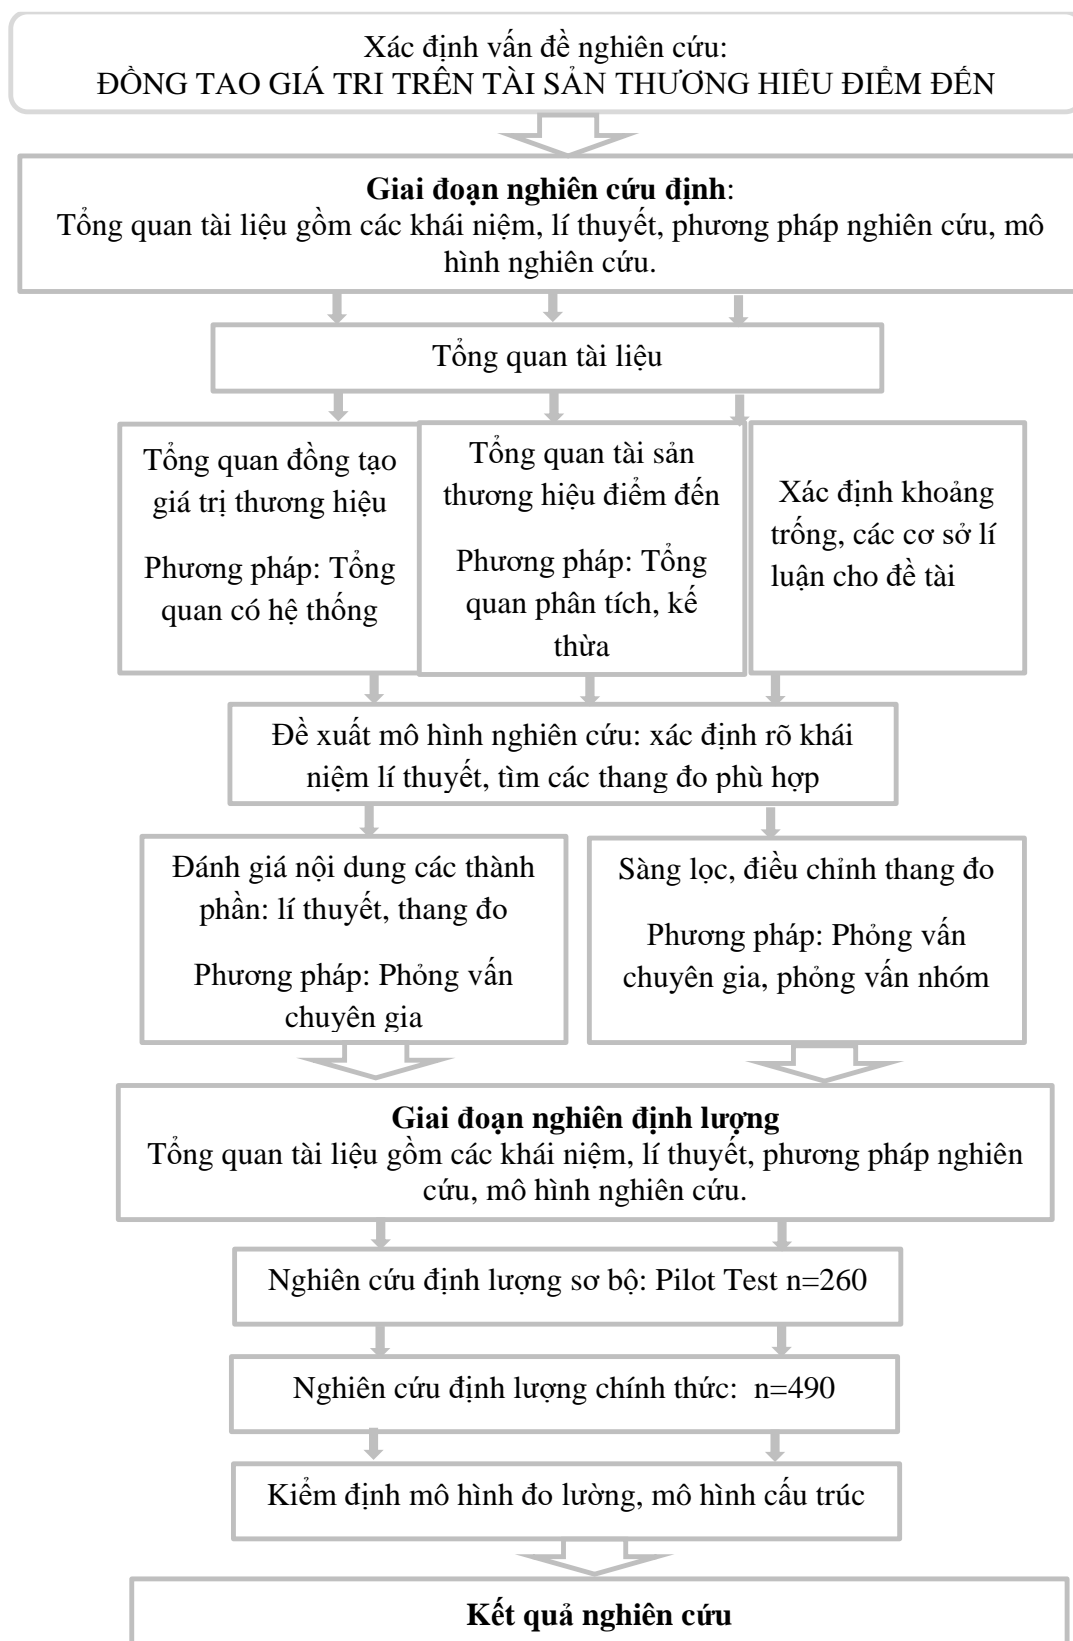 Xác định vấn đề nghiên cứu:
ĐỒNG TAO GIÁ TRI TRÊN TÀI SẢN THƯƠNG HIÊU ĐIỂM ĐẾN
Giai đoạn nghiên cứu định:
Tổng quan tài liệu gồm các khái niệm, lí thuyết, phương pháp nghiên cứu, mô
hình nghiên cứu.
Tổng quan tài liệu
Tổng quan đồng tạo
giá trị thương hiệu
Phương pháp: Tổng
quan có hệ thống
Tổng quan tài sản
thương hiệu điểm đến
Phương pháp: Tổng
quan phân tích, kế
thừa
Xác định khoảng
trống, các cơ sở lí
luận cho đề tài
Đề xuất mô hình nghiên cứu: xác định rõ khái
niệm lí thuyết, tìm các thang đo phù hợp
Đánh giá nội dung các thành
phần: lí thuyết, thang đo
Phương pháp: Phỏng vấn
chuyên gia
Sàng lọc, điều chỉnh thang đo
Phương pháp: Phỏng vấn
chuyên gia, phỏng vấn nhóm
Giai đoạn nghiên định lượng
Tổng quan tài liệu gồm các khái niệm, lí thuyết, phương pháp nghiên
cứu, mô hình nghiên cứu.
Nghiên cứu định lượng sơ bộ: Pilot Test n=260
Nghiên cứu định lượng chính thức: n=490
Kiểm định mô hình đo lường, mô hình cấu trúc
Kết quả nghiên cứu